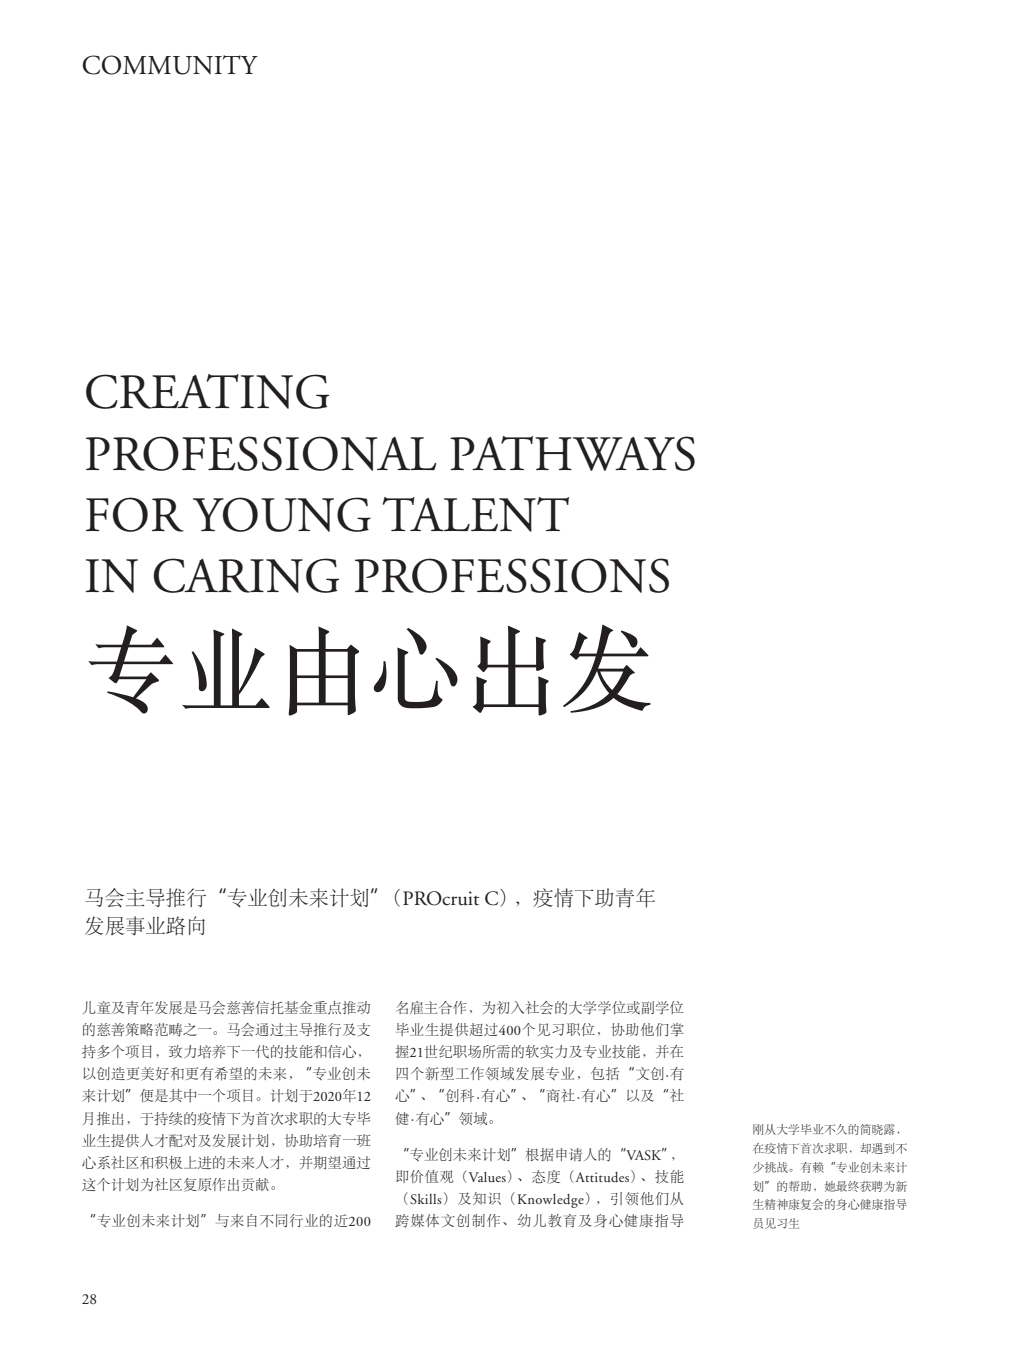 COMMUNITY
CREATING
PROFESSIONAL PATHWAYS
FOR YOUNG TALENT
IN CARING PROFESSIONS
专业由心出发
马会主导推行“专业创未来计划”（PROcruit C），疫情下助青年
发展事业路向
儿童及青年发展是马会慈善信托基金重点推动
的慈善策略范畴之一。马会通过主导推行及支
持多个项目，致力培养下一代的技能和信心，
以创造更美好和更有希望的未来，“专业创未
来计划”便是其中一个项目。计划于2020年12
月推出，于持续的疫情下为首次求职的大专毕
业生提供人才配对及发展计划，协助培育一班
心系社区和积极上进的未来人才，并期望通过
这个计划为社区复原作出贡献。
“专业创未来计划”与来自不同行业的近200
名雇主合作，为初入社会的大学学位或副学位
毕业生提供超过400个见习职位，协助他们掌
握21世纪职场所需的软实力及专业技能，并在
四个新型工作领域发展专业，包括“文创·有
心”、“创科·有心”、“商社·有心”以及“社
健·有心”领域。
“专业创未来计划”根据申请人的“VASK”，
即价值观（Values）、态度（Attitudes）、技能
（Skills）及知识（Knowledge），引领他们从
跨媒体文创制作、幼儿教育及身心健康指导
刚从大学毕业不久的简晓露，
在疫情下首次求职，却遇到不
少挑战。有赖“专业创未来计
划”的帮助，她最终获聘为新
生精神康复会的身心健康指导
员见习生
28